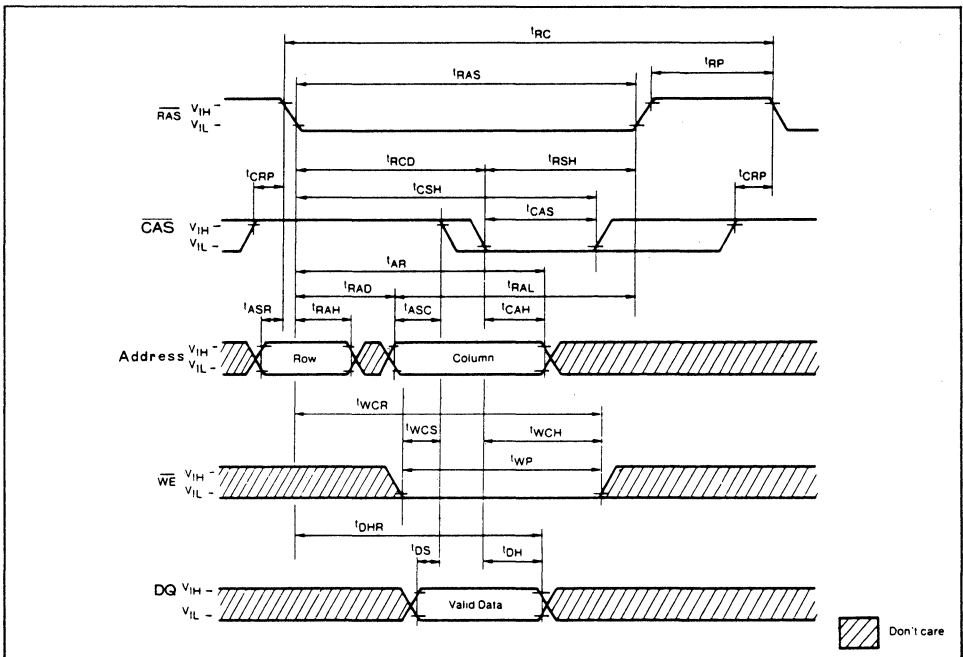 tRC
tRP
tRAS
RAS VIH
VIL
tRCD tRSH
tCRP tCSH tCRP
tCAS
CAS VIH
VIL
tAR
tRAD tRAL
tASR tRAH tASC tCAH
Address VIH Row Column
VIL
tWCR
tWCS tWCH
tWP
WE VIH
VIL
tDHR
tDS tDH
DQ VIH Valid Data
VIL
Don't care